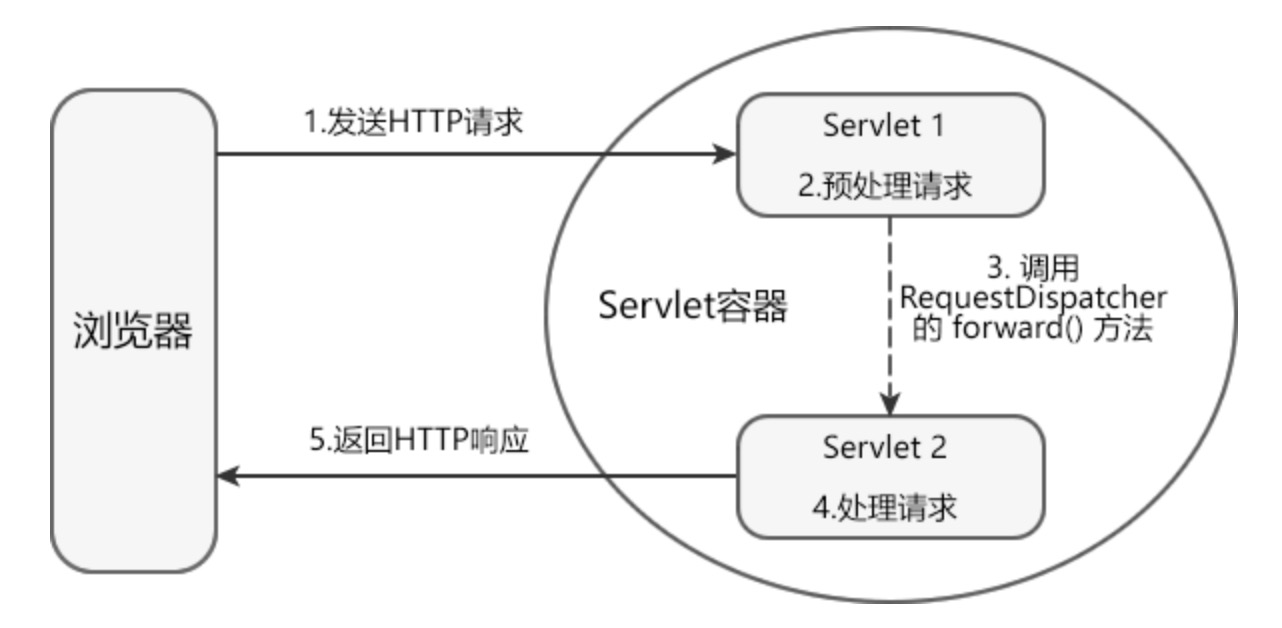 1.发送HTTP请求
Servlet 1
2.预处理请求
3. 调用
RequestDispatcher
的 forward() 方法
Servlet容器
浏览器
5.返回HTTP响应
Servlet 2
4.处理请求